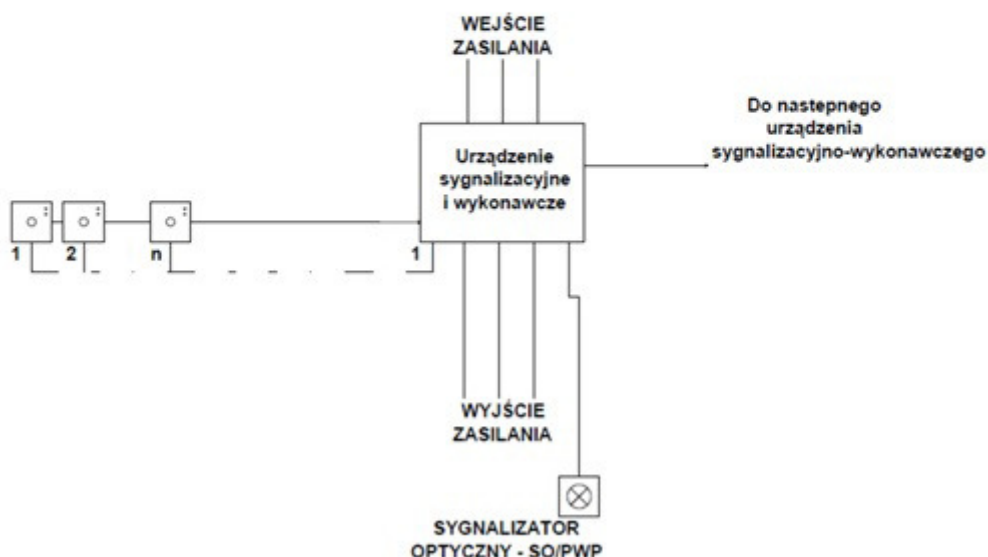 WEJŚCIE
ZASILANIA
Do nastepnego
urządzenia
sygnalizacyjno-wykonawczego
Urządzenie
sygnalizacyjne
i wykonawcze
1
2
n
1
WYJŚCIE
ZASILANIA
SYGNALIZATOR
OPTYCZNY - SO/PWP